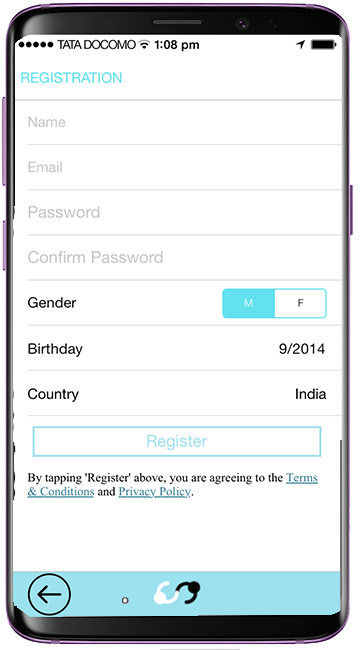 TATA DOCOMO 1:08 pm
REGISTRATION
Name
Email
Password
Confirm Password
Gender M F
Birthday 9/2014
Country India
Register
By tapping 'Register' above, you are agreeing to the Terms
& Conditions and Privacy Policy.